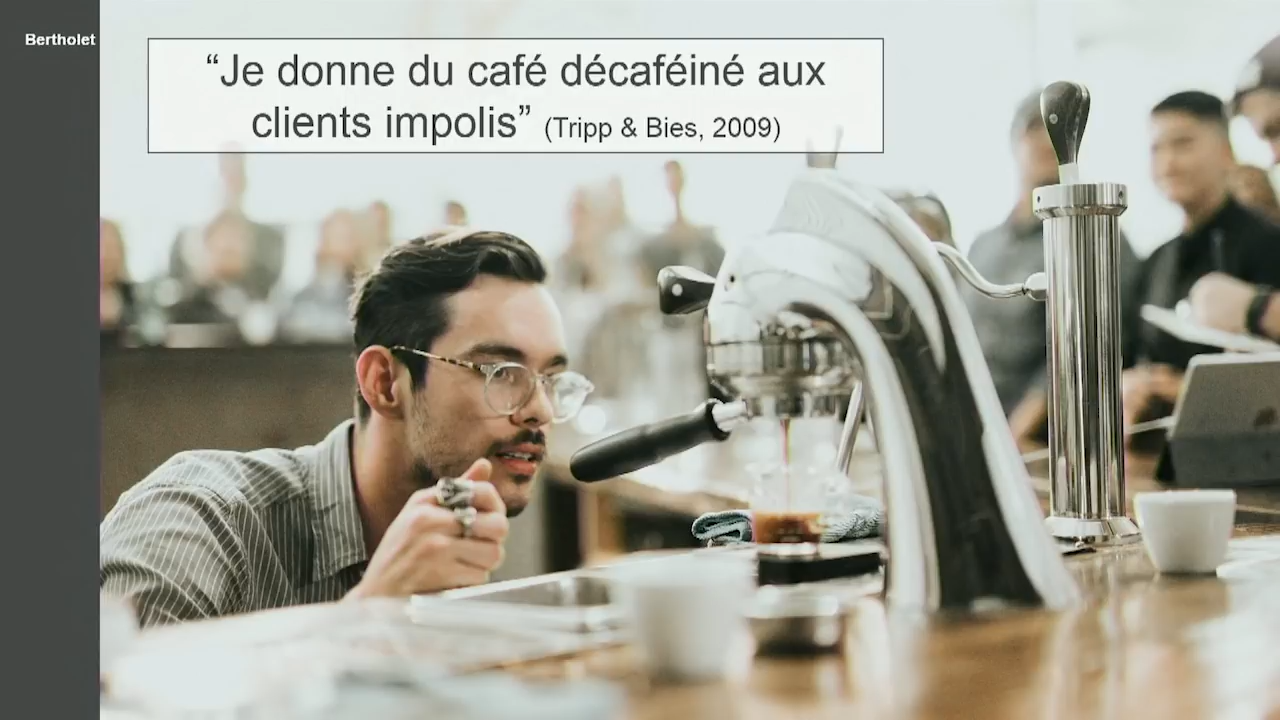 Bertholet
“Je donne du café décaféiné aux
clients impolis” (Tripp & Bies, 2009)